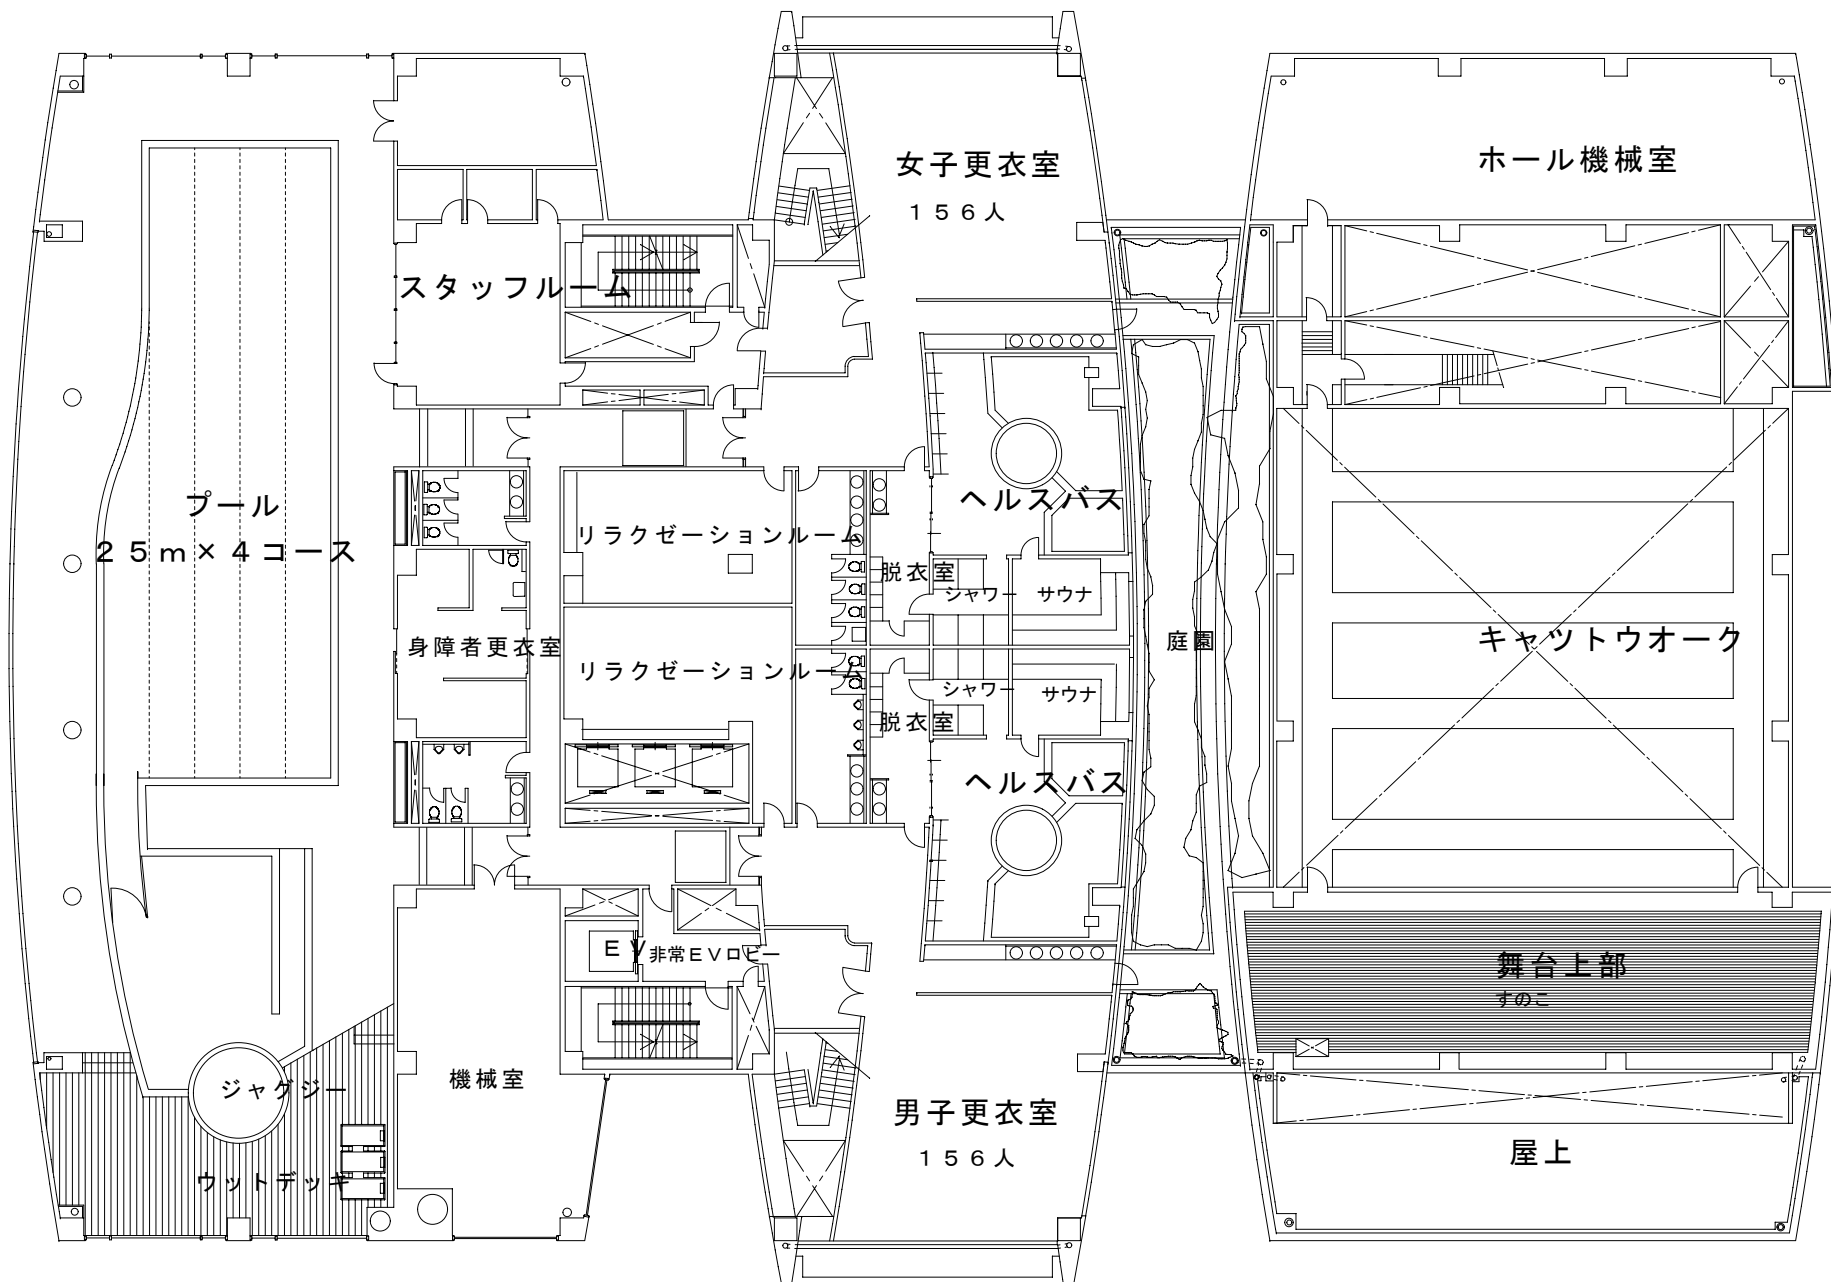 女子更衣室
１５６人
ホール機械室
スタッフルーム
プール
２５ｍ×４コース
ヘルスバス
リラクゼーションルーム
脱衣室
シャワー
サウナ
身障者更衣室
庭園
キャツトウオーク
リラクゼーションルーム
シャワー
サウナ
脱衣室
ヘルスバス
ＥＶ
非常ＥＶロビー
舞台上部
すのこ
ジャグジー
機械室
男子更衣室
１５６人
屋上
ウットデッキ